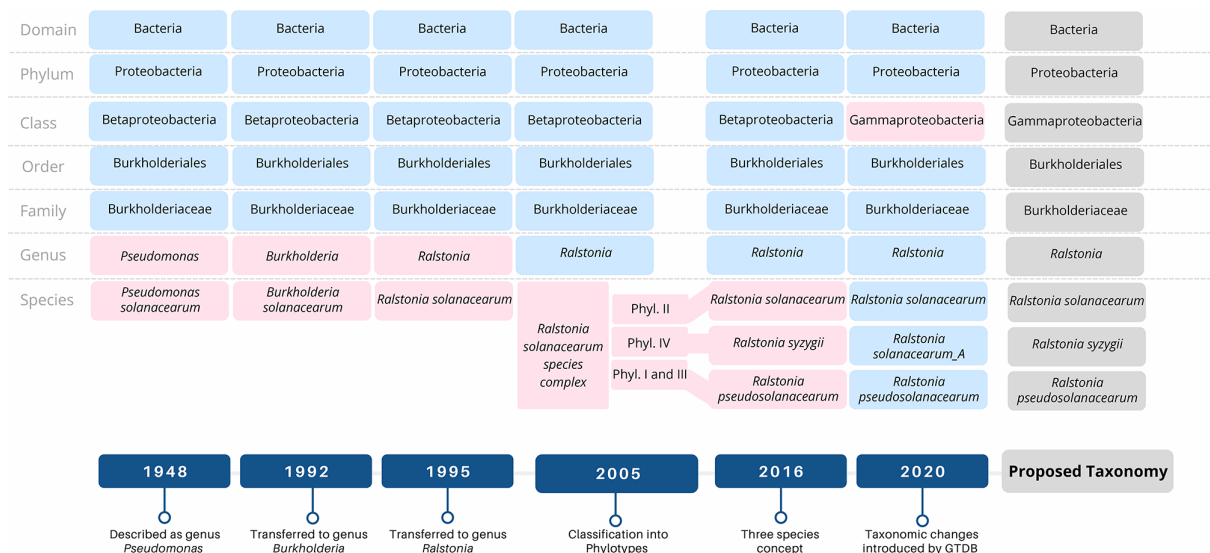 Domain Bacteria Bacteria Bacteria Bacteria Bacteria Bacteria Bacteria
Phylum Proteobacteria Proteobacteria Proteobacteria Proteobacteria Proteobacteria Proteobacteria Proteobacteria
Class Betaproteobacteria Betaproteobacteria Betaproteobacteria Betaproteobacteria Betaproteobacteria Gammaproteobacteria Gammaproteobacteria
Order Burkholderiales Burkholderiales Burkholderiales Burkholderiales Burkholderiales Burkholderiales Burkholderiales
Family Burkholderiaceae Burkholderiaceae Burkholderiaceae Burkholderiaceae Burkholderiaceae Burkholderiaceae Burkholderiaceae
Genus Pseudomonas Burkholderia Ralstonia Ralstonia Ralstonia Ralstonia Ralstonia
Species
Pseudomonas
solanacearum
Burkholderia
solanacearum
Ralstonia solanacearum
Ralstonia
solanacearum
species
complex
Phyl. II
Phyl. IV
Phyl. I and III
Ralstonia solanacearum
Ralstonia syzygii
Ralstonia
pseudosolanacearum
Ralstonia solanacearum
Ralstonia
solanacearum_A
Ralstonia
pseudosolanacearum
Ralstonia solanacearum
Ralstonia syzygii
Ralstonia
pseudosolanacearum
1948 1992 1995 2005 2016 2020 Proposed Taxonomy
Described as genus
Pseudomonas
Transferred to genus
Burkholderia
Transferred to genus
Ralstonia
Classification into
Phylotypes
Three species
concept
Taxonomic changes
introduced by GTDB